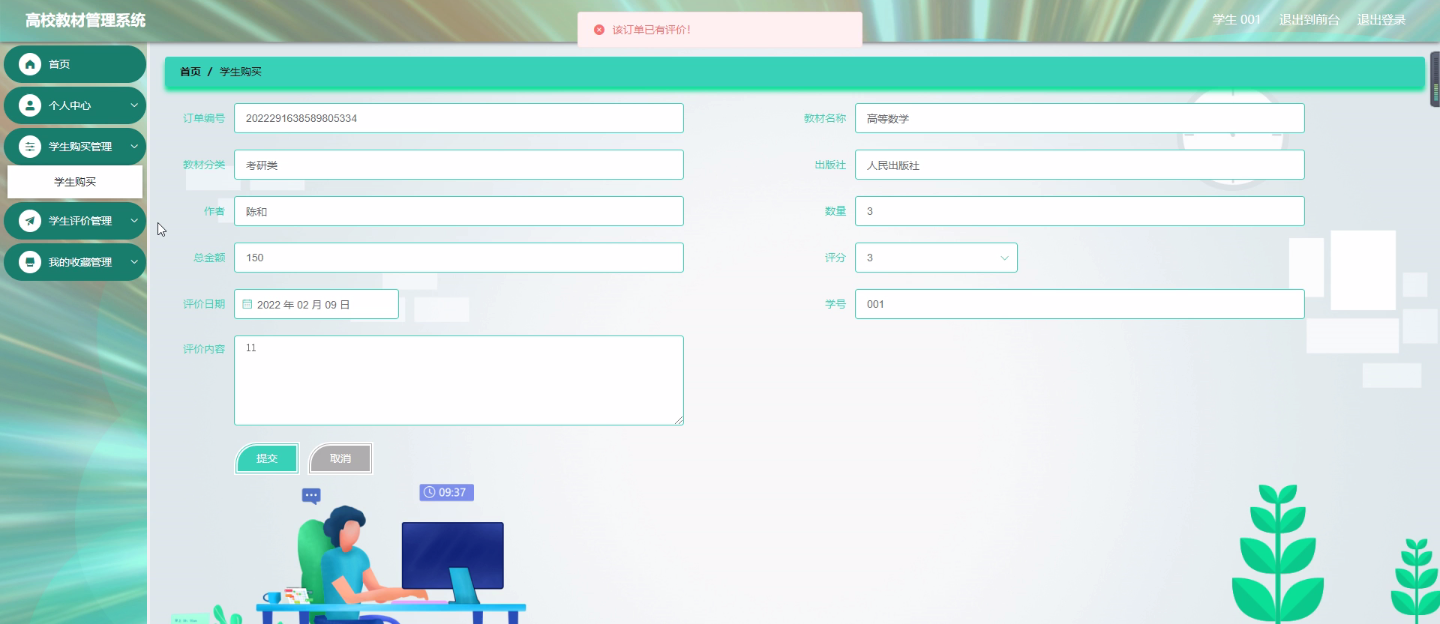 高校教材管理系统
学生 001 退出到前台 退出登录
该订单已有评价!
首页
个人中心
学生购买管理
学生购买
学生评价管理
我的收藏管理
首页 / 学生购买
订单编号 2022291638589805334
教材名称 高等数学
教材分类 考研类
出版社 人民出版社
作者 陈和
数量 3
总金额 150
评分 3
评价日期 2022 年 02 月 09 日
学号 001
评价内容 11
提交 取消
09:37